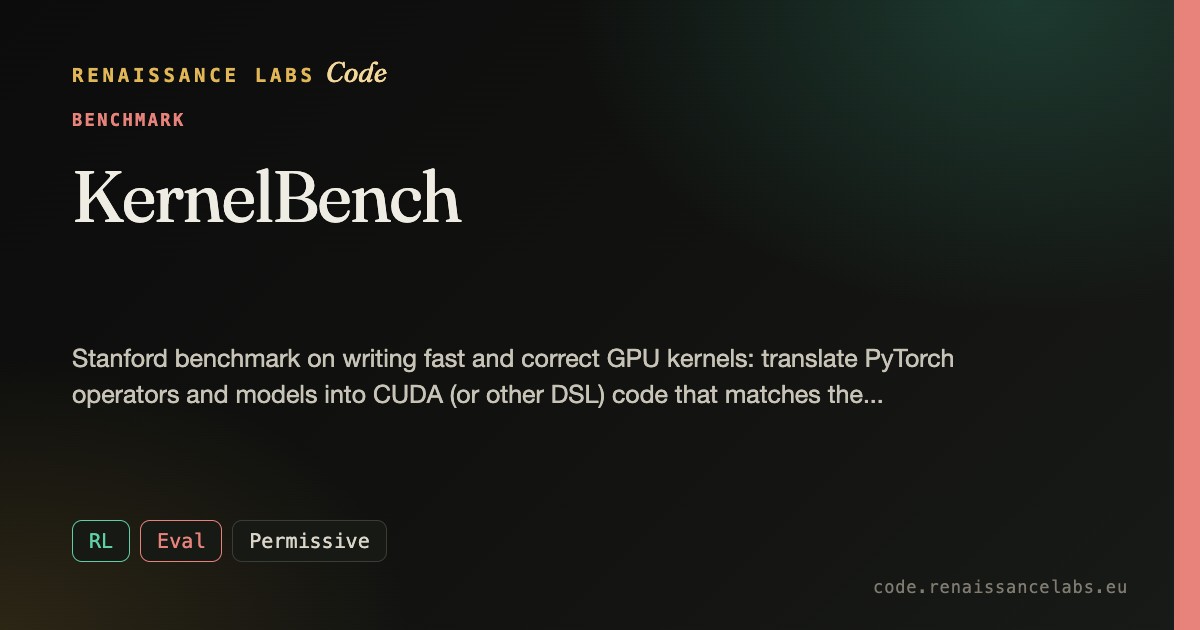 RENAISSANCE LABS Code
BENCHMARK
KernelBench
Stanford benchmark on writing fast and correct GPU kernels: translate PyTorch
operators and models into CUDA (or other DSL) code that matches the...
RL Eval Permissive
code.renaissancelabs.eu